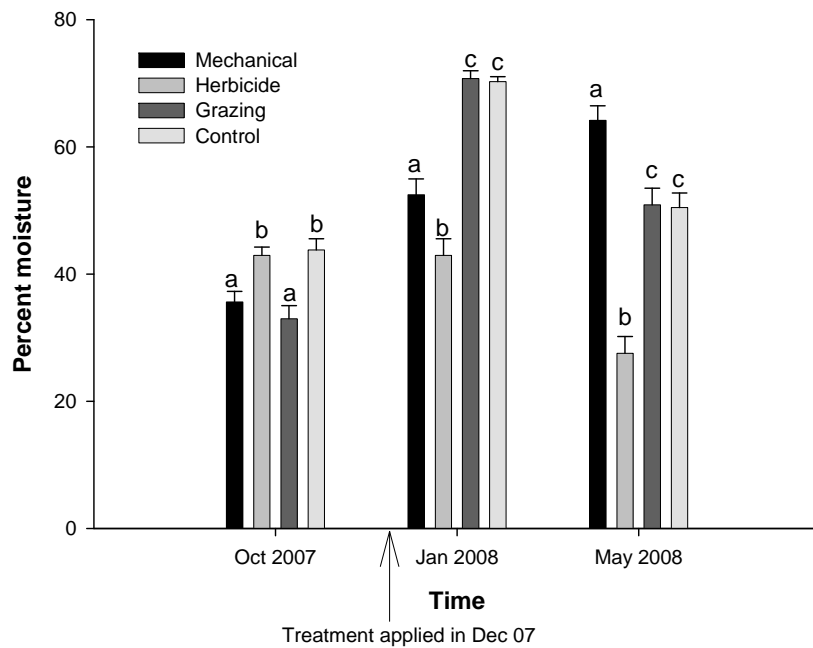 80
60
40
20
0
Percent moisture
Mechanical
Herbicide
Grazing
Control
a
b
a
b
a
b
c
c
a
b
c
c
Oct 2007
Jan 2008
May 2008
Time
Treatment applied in Dec 07